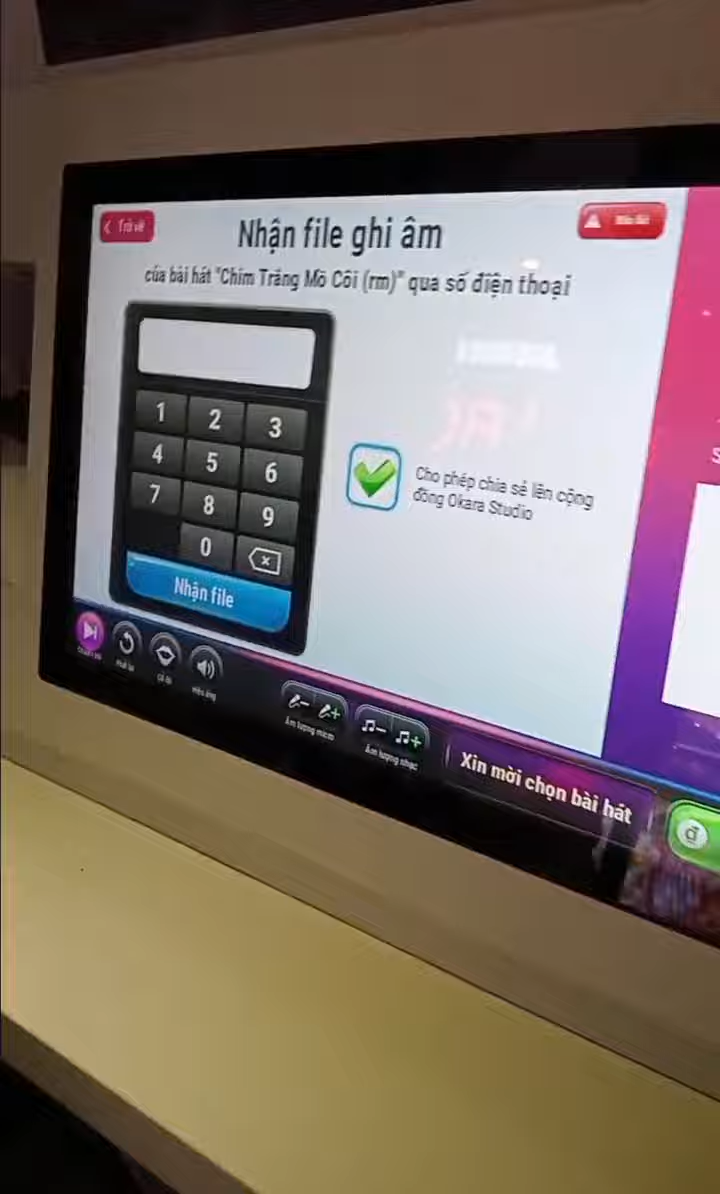 Trở về
Nhận file ghi âm
của bài hát "Chim Trắng Mồ Côi (rm)" qua số điện thoại
1 2 3
4 5 6
7 8 9
0
Nhận file
Cho phép chia sẻ lên cộng
đồng Okara Studio
Âm lượng micro
Âm lượng nhạc
Xin mời chọn bài hát
đ